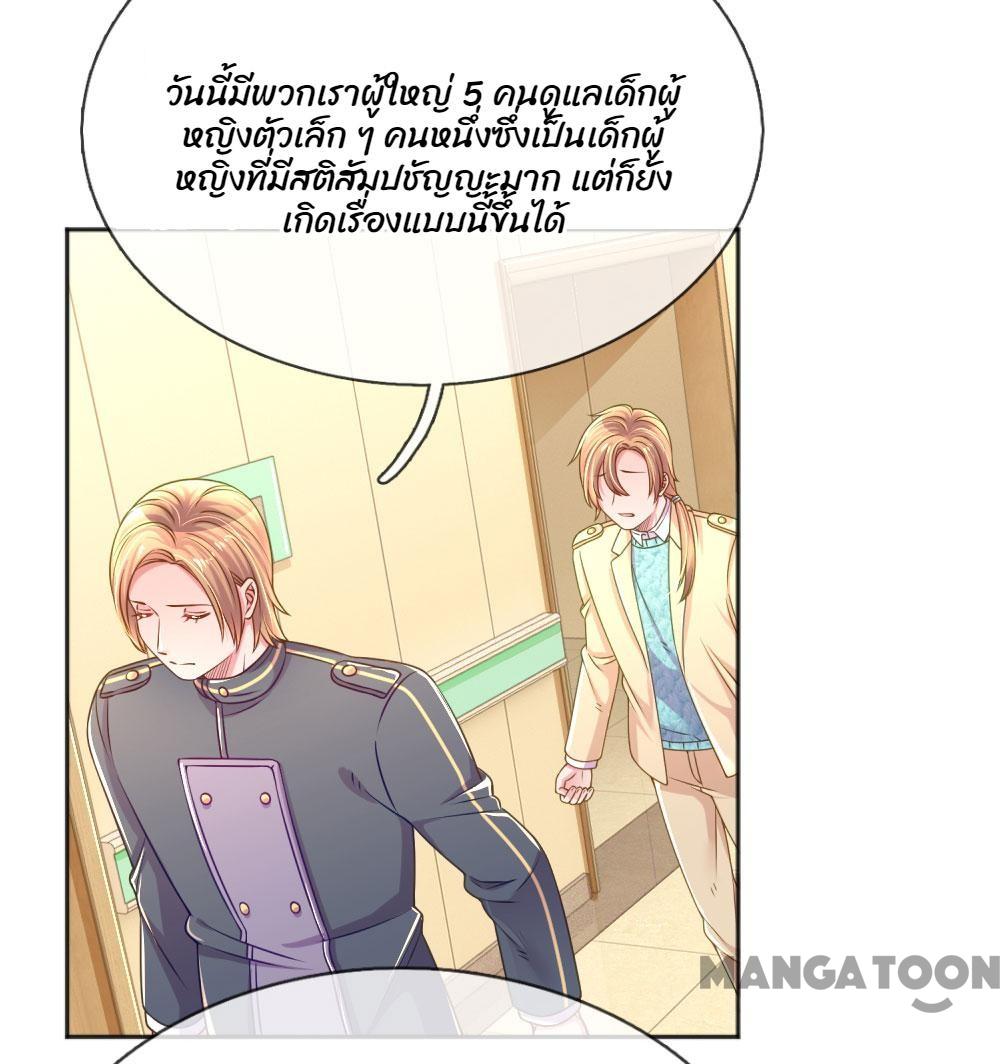 วันนี้มีพวกเราผู้ใหญ่ 5 คนดูแลเด็กผู้
หญิงตัวเล็ก ๆ คนหนึ่งซึ่งเป็นเด็กผู้
หญิงที่มีสติสัมปชัญญะมาก แต่ก็ยัง
เกิดเรื่องแบบนี้ขึ้นได้
MANGATOON